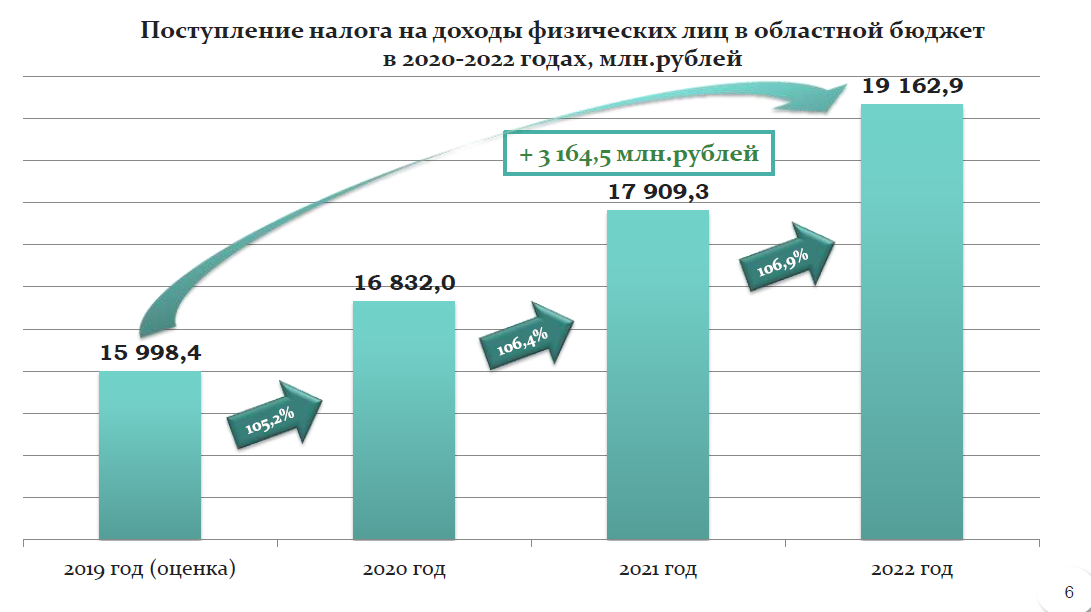 Поступление налога на доходы физических лиц в областной бюджет
в 2020-2022 годах, млн.рублей
19 162,9
+ 3 164,5 млн.рублей
17 909,3
106,9%
16 832,0
106,4%
15 998,4
105,2%
2019 год (оценка)
2020 год
2021 год
2022 год
6